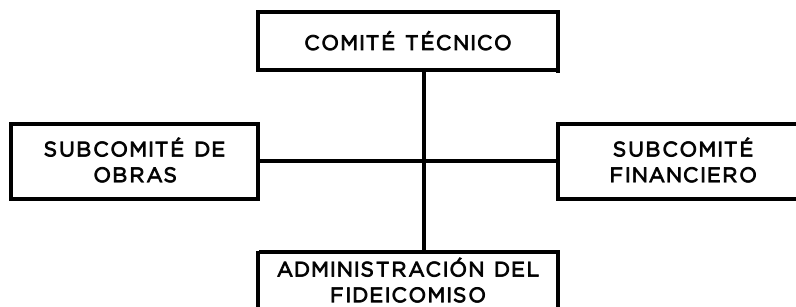 COMITÉ TÉCNICO
SUBCOMITÉ DE
OBRAS
SUBCOMITÉ
FINANCIERO
ADMINISTRACIÓN DEL
FIDEICOMISO